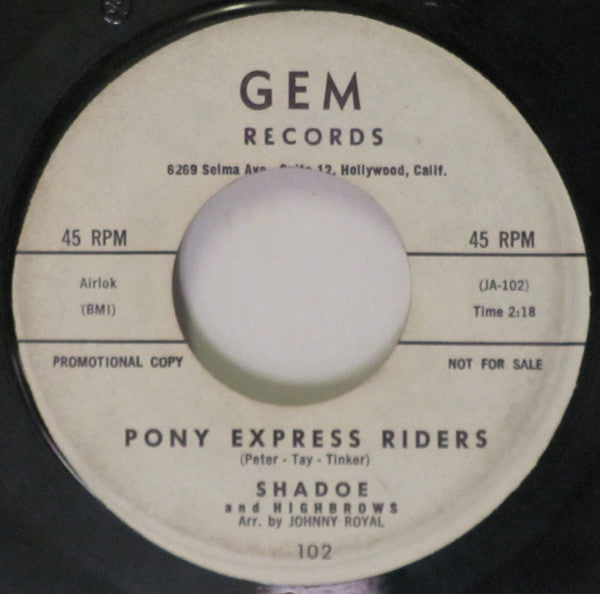 GEM
RECORDS
6269 Selma Ave. Suite 12, Hollywood, Calif.
45 RPM
45 RPM
Airlok
(BMI)
(JA-102)
Time 2:18
PROMOTIONAL COPY
NOT FOR SALE
PONY EXPRESS RIDERS
(Peter - Tay - Tinker)
SHADOE
and HIGHBROWS
Arr. by JOHNNY ROYAL
102